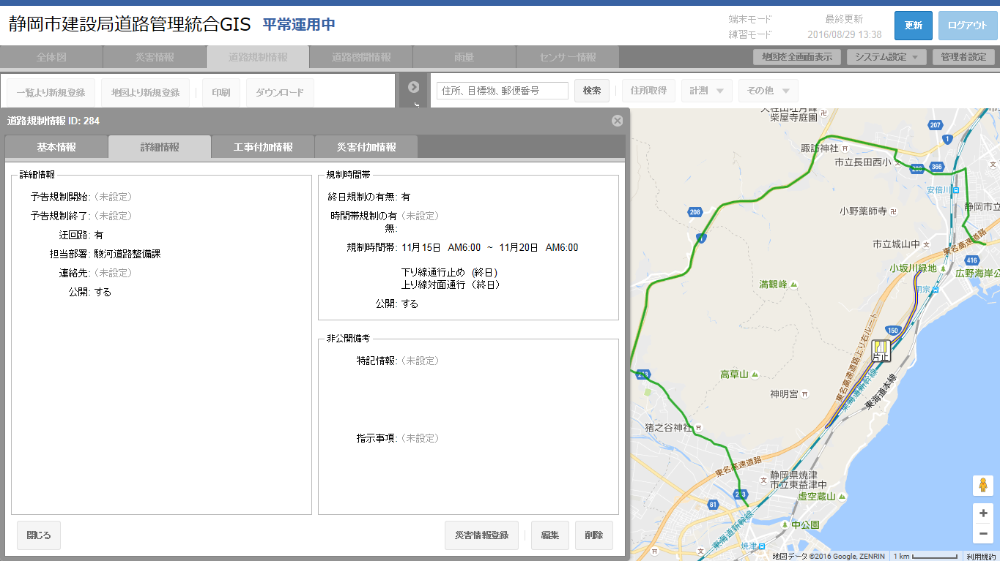 静岡市建設局道路管理統合GIS 平常運用中
端末モード
練習モード
最終更新
2016/08/29 13:38
更新
ログアウト
全体図 災害情報 道路規制情報 道路啓開情報 雨量 センサー情報
地図を全画面表示 システム設定 管理者設定
一覧より新規登録 地図より新規登録 印刷 ダウンロード
住所、目標物、郵便番号 検索 住所取得 計測 その他
道路規制情報 ID: 284
基本情報 詳細情報 工事付加情報 災害付加情報
詳細情報
予告規制開始: (未設定)
予告規制終了: (未設定)
迂回路: 有
担当部署: 駿河道路整備課
連絡先: (未設定)
公開: する
規制時間帯
終日規制の有無: 有
時間帯規制の有 (未設定)
無:
規制時間帯: 11月15日 AM6:00 ~ 11月20日 AM6:00
下り線通行止め (終日)
上り線対面通行 (終日)
公開: する
非公開備考
特記情報: (未設定)
指示事項: (未設定)
閉じる 災害情報登録 編集 削除
柴屋寺庭園
207
1
諏訪神社
市立長田西小
366
安倍川
208
小野薬師寺
静岡市立
市立城山中
東名高速道路
416
小坂川緑地
広野海岸公
満観峰
150
東名高速道路上り右ルート
片止
高草山
東海道新幹線
東海道本線
213
神明宮
猪之谷神社
東名高速道路
静岡県焼津
市立東益津中
虚空蔵山
213
81
中公園
東海道新幹線
焼津
地図データ ©2016 Google, ZENRIN 1 km 利用規約